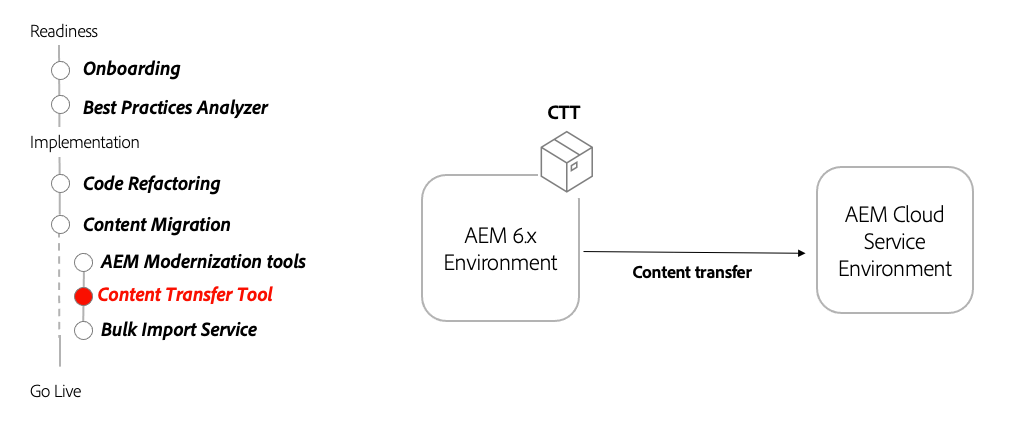 Readiness
Onboarding
Best Practices Analyzer
Implementation
Code Refactoring
Content Migration
AEM Modernization tools
Content Transfer Tool
Bulk Import Service
Go Live
CTT
AEM 6.x
Environment
Content transfer
AEM Cloud
Service
Environment